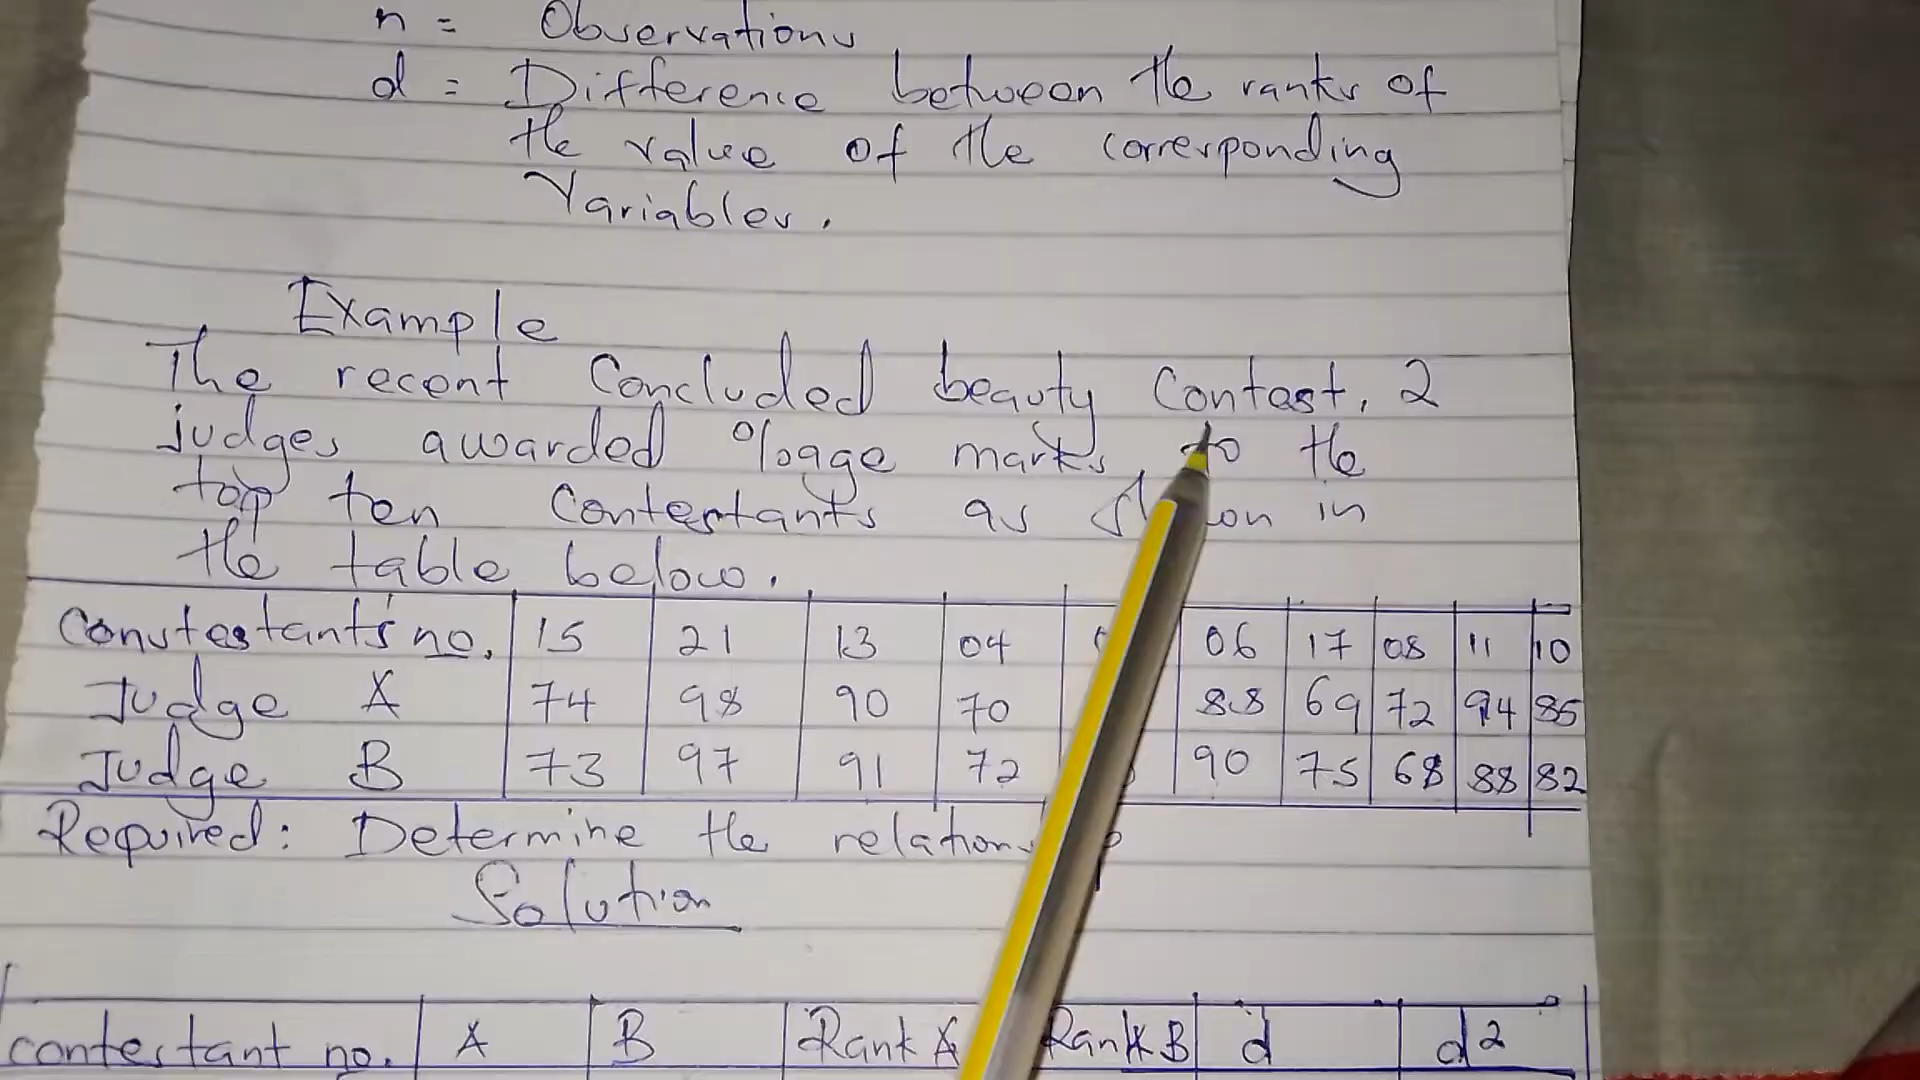 n = Observations
d = Difference between the ranks of
the value of the corresponding
Variables.
Example
The recent Concluded beauty Contest, 2
judges awarded %age marks to the
top ten Contestants as in
the table below.
Constestant's no. 15 21 13 04 06 17 08 11 10
Judge A 74 98 90 70 88 69 72 94 85
Judge B 73 97 91 72 90 75 68 88 82
Required: Determine the
Solution
contestant no. A B Rank A Rank B d d2